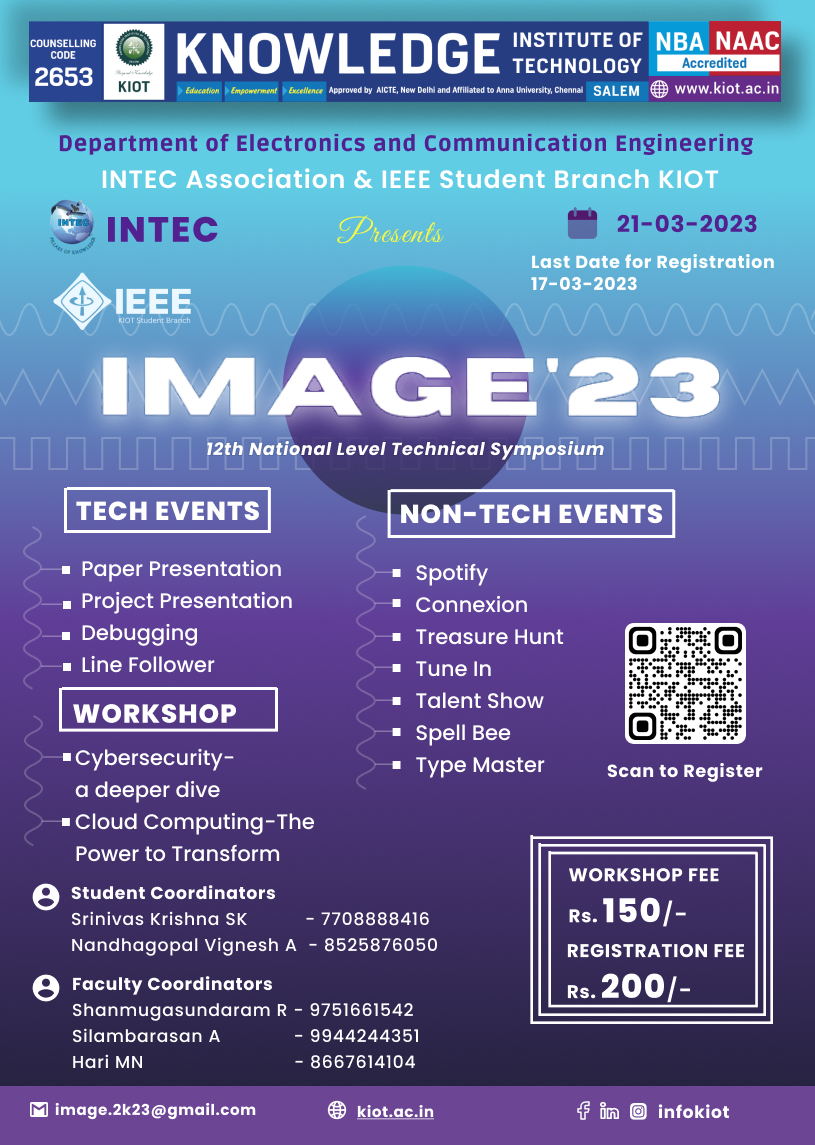 COUNSELLING
CODE
2653
KIOT
KNOWLEDGE
INSTITUTE OF
TECHNOLOGY
Education Empowerment Excellence
Approved by AICTE, New Delhi and Affiliated to Anna University, Chennai
SALEM
NBA NAAC
Accredited
www.kiot.ac.in
Department of Electronics and Communication Engineering
INTEC Association & IEEE Student Branch KIOT
INTEC
INTEC
Presents
21-03-2023
Last Date for Registration
17-03-2023
IEEE
KIOT Student Branch
IMAGE'23
12th National Level Technical Symposium
TECH EVENTS
Paper Presentation
Project Presentation
Debugging
Line Follower
WORKSHOP
Cybersecurity-
a deeper dive
Cloud Computing-The
Power to Transform
NON-TECH EVENTS
Spotify
Connexion
Treasure Hunt
Tune In
Talent Show
Spell Bee
Type Master
Scan to Register
WORKSHOP FEE
Rs. 150/-
REGISTRATION FEE
Rs. 200/-
Student Coordinators
Srinivas Krishna SK - 7708888416
Nandhagopal Vignesh A - 8525876050
Faculty Coordinators
Shanmugasundaram R - 9751661542
Silambarasan A - 9944244351
Hari MN - 8667614104
image.2k23@gmail.com
kiot.ac.in
infokiot